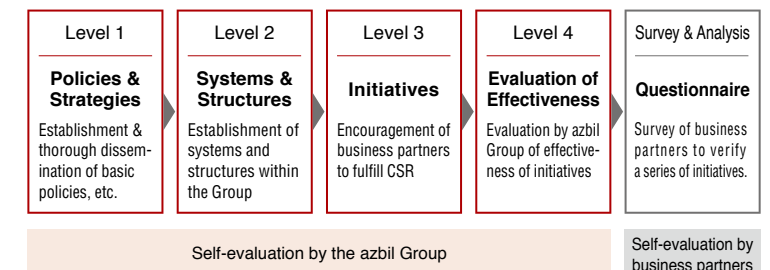 Level 1
Policies &
Strategies
Establishment &
thorough dissem-
ination of basic
policies, etc.
Level 2
Systems &
Structures
Establishment of
systems and
structures within
the Group
Level 3
Initiatives
Encouragement of
business partners
to fulfill CSR
Level 4
Evaluation of
Effectiveness
Evaluation by azbil
Group of effective-
ness of initiatives
Survey & Analysis
Questionnaire
Survey of business
partners to verify
a series of initiatives.
Self-evaluation by the azbil Group
Self-evaluation by
business partners